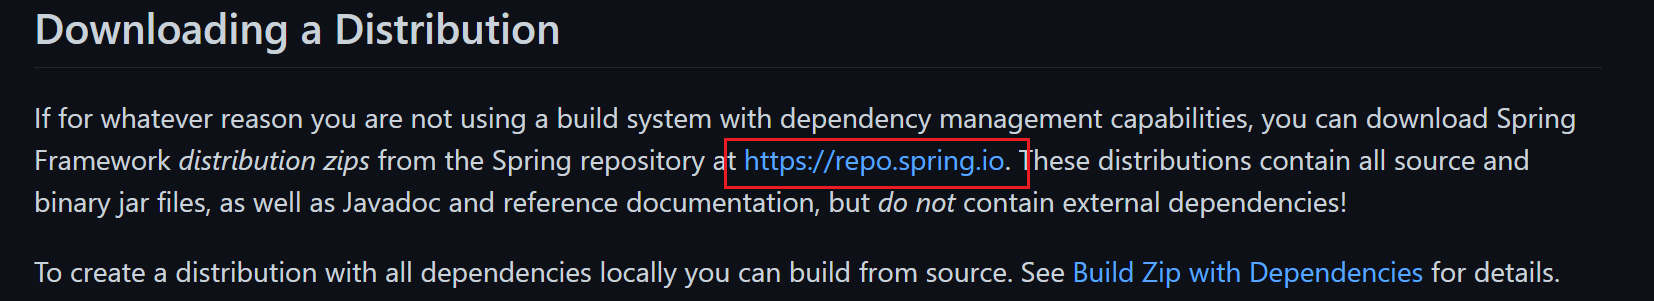 Downloading a Distribution
If for whatever reason you are not using a build system with dependency management capabilities, you can download Spring
Framework distribution zips from the Spring repository at https://repo.spring.io. These distributions contain all source and
binary jar files, as well as Javadoc and reference documentation, but do not contain external dependencies!
To create a distribution with all dependencies locally you can build from source. See Build Zip with Dependencies for details.